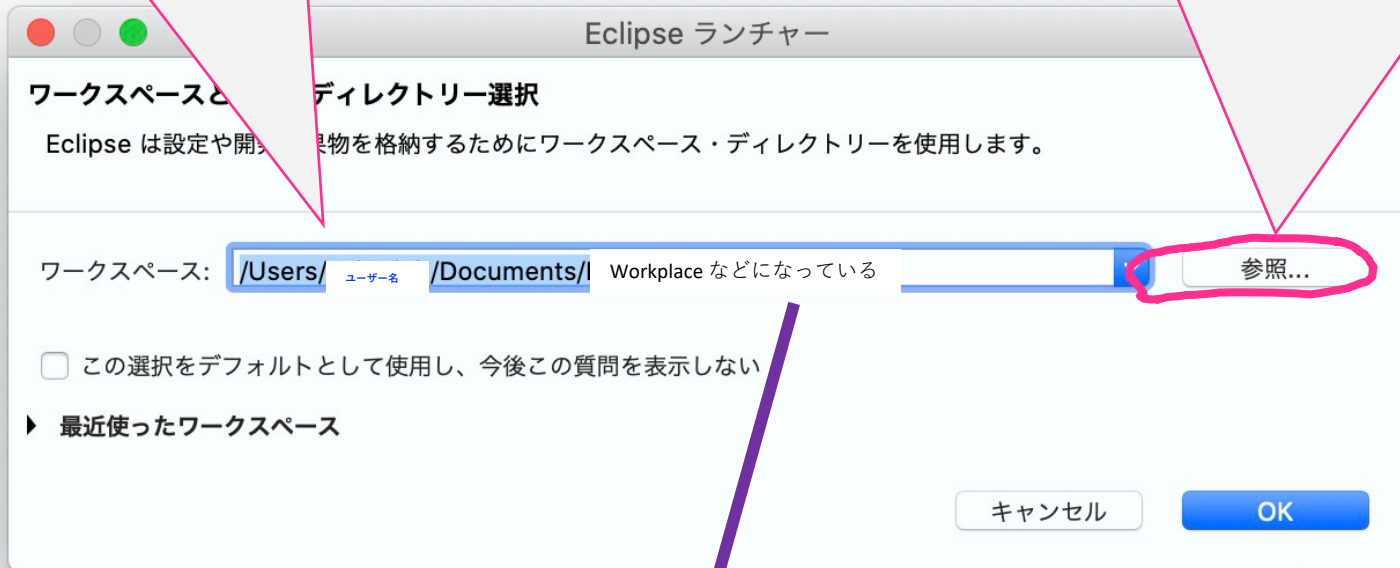 Eclipse ランチャー
ワークスペースと ディレクトリー選択
Eclipse は設定や開 物を格納するためにワークスペース・ディレクトリーを使用します。
ワークスペース: /Users/ ユーザー名 /Documents/ Workplace などになっている 参照...
この選択をデフォルトとして使用し、今後この質問を表示しない
最近使ったワークスペース
キャンセル OK